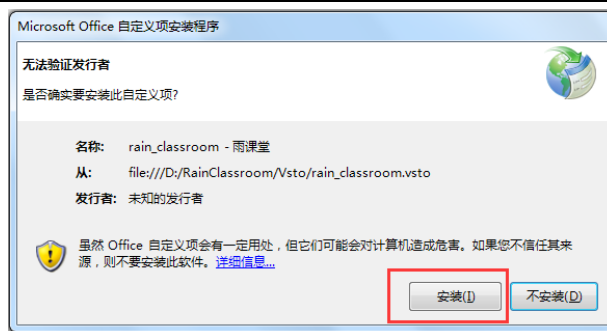 Microsoft Office 自定义项安装程序
无法验证发行者
是否确实要安装此自定义项?
名称: rain_classroom - 雨课堂
从: file:///D:/RainClassroom/Vsto/rain_classroom.vsto
发行者: 未知的发行者
虽然 Office 自定义项会有一定用处，但它们可能会对计算机造成危害。如果您不信任其来
源，则不要安装此软件。详细信息...
安装(I) 不安装(D)